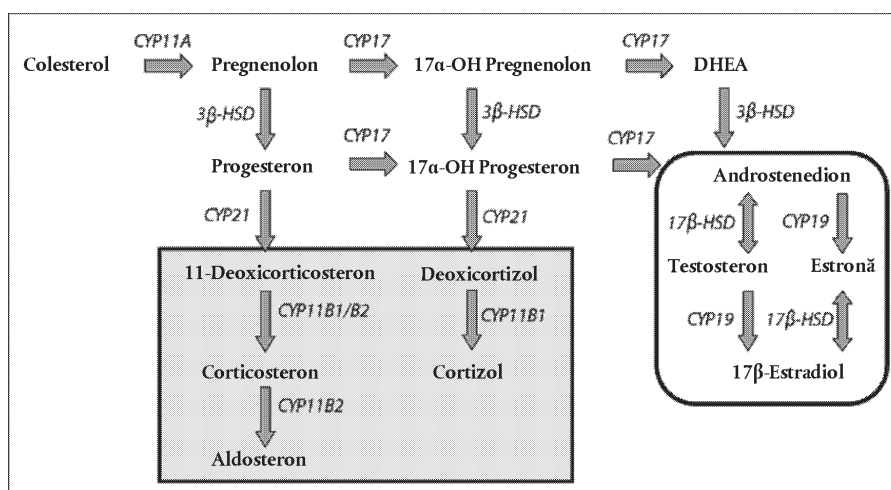 CYP11A CYP17 CYP17
Colesterol Pregnenolon 17α-OH Pregnenolon DHEA
3β-HSD 3β-HSD 3β-HSD
CYP17 CYP17
Progesteron 17α-OH Progesteron
Androstenedion
CYP21 CYP21
17β-HSD CYP19
11-Deoxicorticosteron Deoxicortizol
Testosteron Estronă
CYP11B1/B2 CYP11B1
CYP19 17β-HSD
Corticosteron Cortizol
17β-Estradiol
CYP11B2
Aldosteron